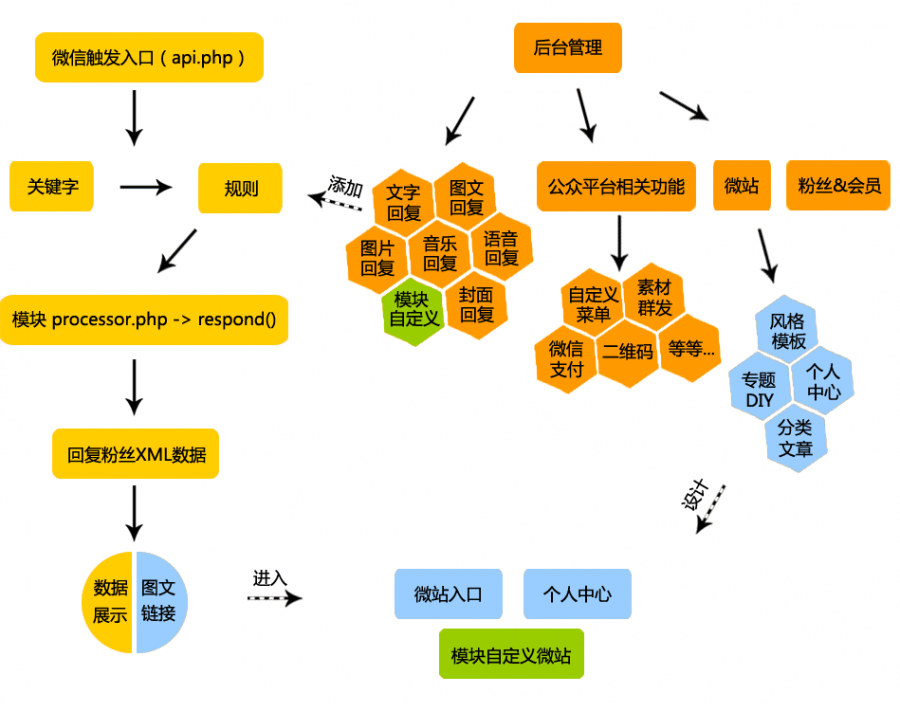 微信触发入口（api.php）
后台管理
关键字
规则
添加
文字
回复
图文
回复
图片
回复
音乐
回复
语音
回复
模块
自定义
封面
回复
公众平台相关功能
微站
粉丝&会员
模块 processor.php -> respond()
自定义
菜单
素材
群发
微信
支付
二维码
等等...
风格
模板
专题
DIY
个人
中心
分类
文章
回复粉丝XML数据
设计
数据
展示
图文
链接
进入
微站入口
个人中心
模块自定义微站